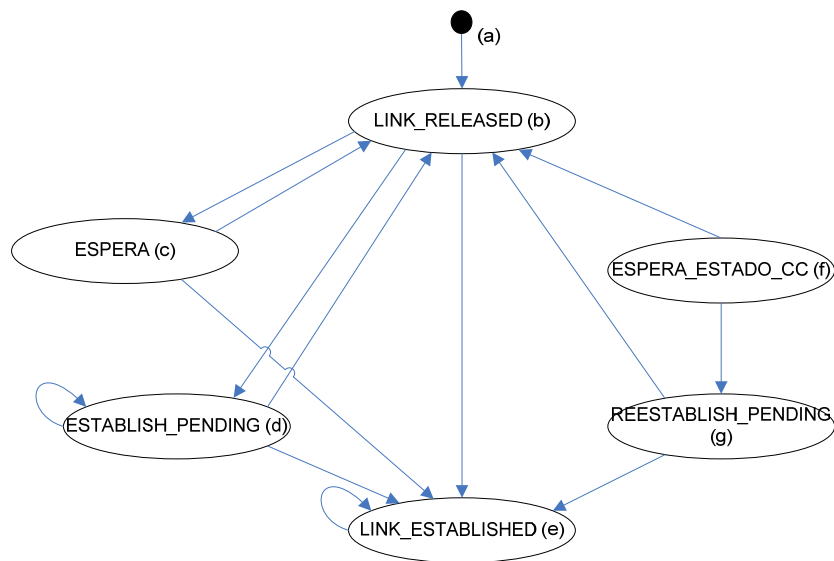 (a)
LINK_RELEASED (b)
ESPERA (c)
ESPERA_ESTADO_CC (f)
ESTABLISH_PENDING (d)
REESTABLISH_PENDING
(g)
LINK_ESTABLISHED (e)